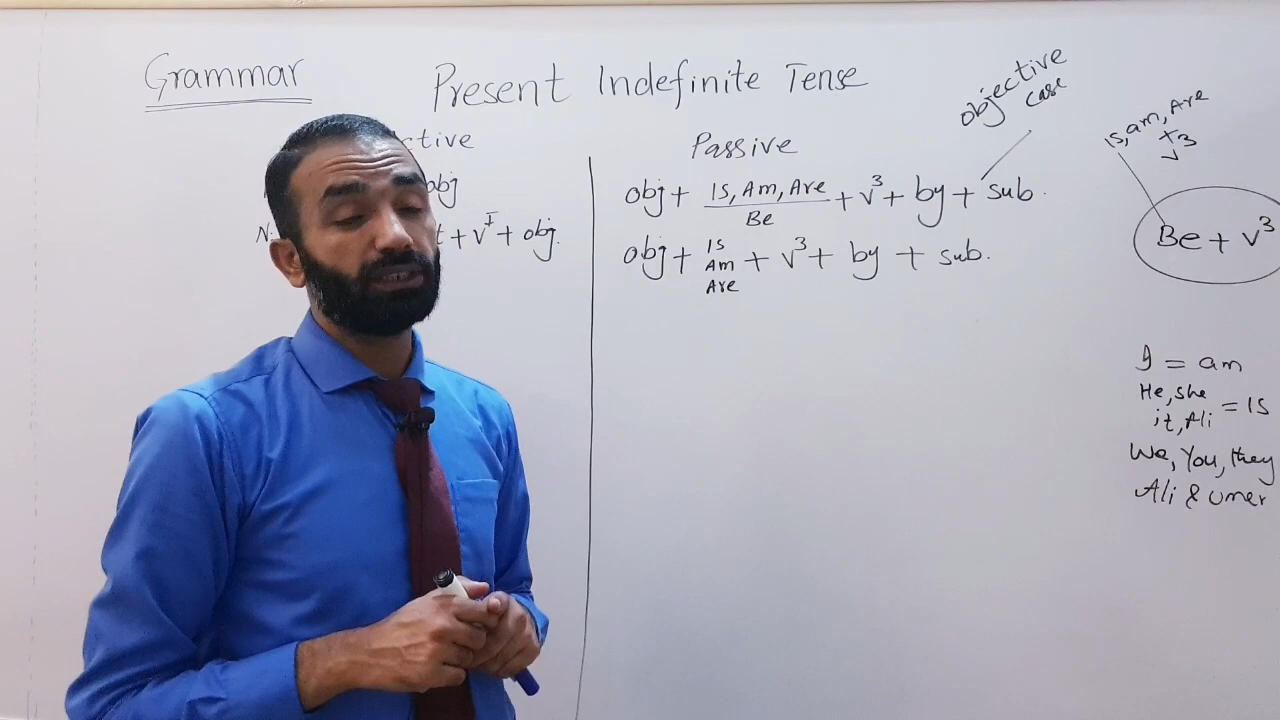 Grammar
Present Indefinite Tense
ctive
obj
N. t + v I + obj.
Passive
obj + Is, Am, Are / Be + v3 + by + sub.
obj + Is Am Are + v3 + by + sub.
objective
case
Is, am, Are
+
v3
Be + v3
I = am
He, she
it, Ali = Is
We, You, they
Ali & umer